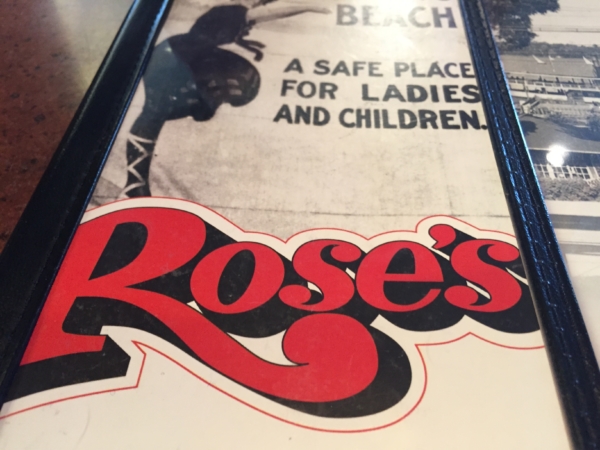 BEACH
A SAFE PLACE
FOR LADIES
AND CHILDREN.
Rose's